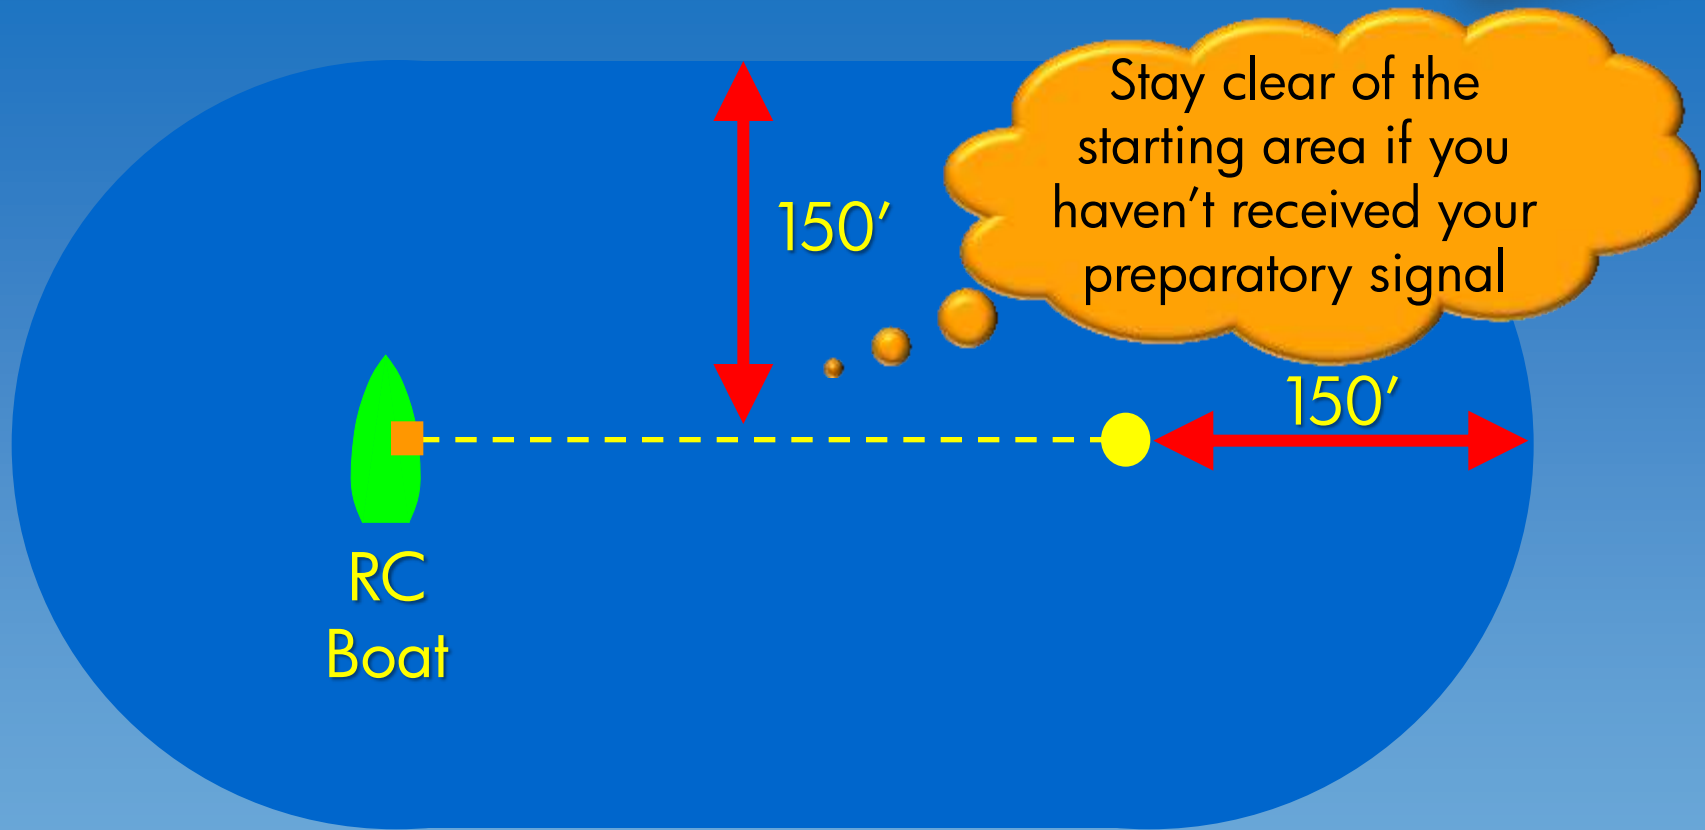 Stay clear of the
starting area if you
haven’t received your
preparatory signal
150’
150’
RC
Boat